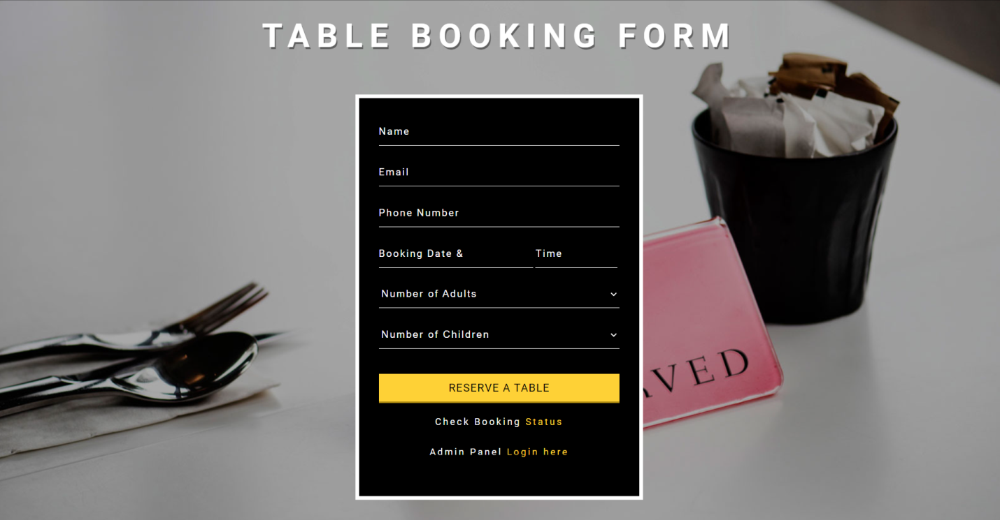 TABLE BOOKING FORM
Name
Email
Phone Number
Booking Date & Time
Number of Adults
Number of Children
RESERVE A TABLE
Check Booking Status
Admin Panel Login here
VED